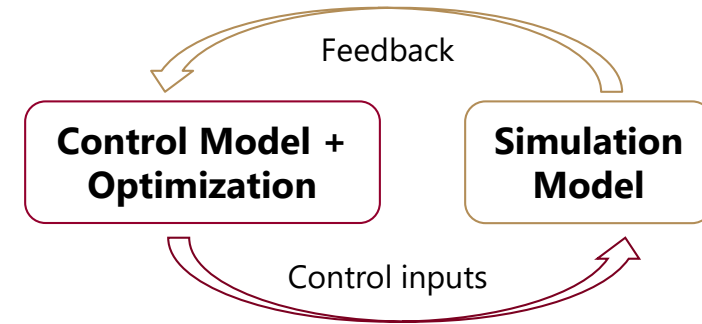 Feedback
Control Model +
Optimization
Simulation
Model
Control inputs